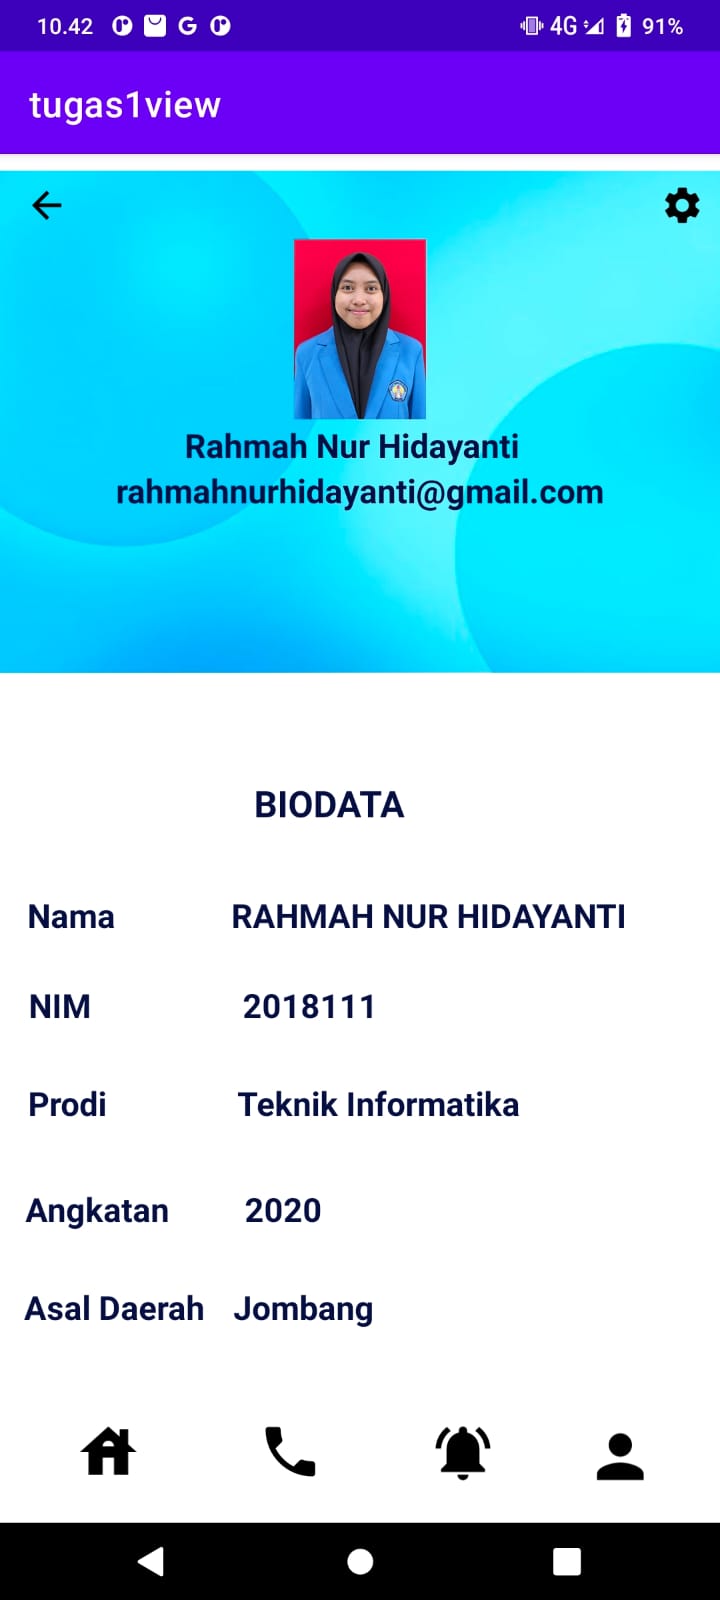 10.42 G 4G 91%
tugas1view
Rahmah Nur Hidayanti
rahmahnurhidayanti@gmail.com
BIODATA
Nama RAHMAH NUR HIDAYANTI
NIM 2018111
Prodi Teknik Informatika
Angkatan 2020
Asal Daerah Jombang